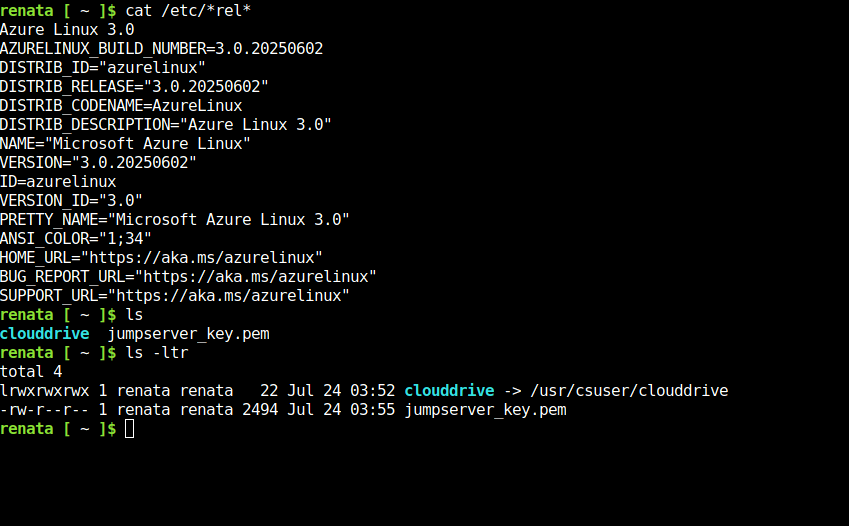 renata [ ~ ]$ cat /etc/*rel*
Azure Linux 3.0
AZURELINUX_BUILD_NUMBER=3.0.20250602
DISTRIB_ID="azurelinux"
DISTRIB_RELEASE="3.0.20250602"
DISTRIB_CODENAME=AzureLinux
DISTRIB_DESCRIPTION="Azure Linux 3.0"
NAME="Microsoft Azure Linux"
VERSION="3.0.20250602"
ID=azurelinux
VERSION_ID="3.0"
PRETTY_NAME="Microsoft Azure Linux 3.0"
ANSI_COLOR="1;34"
HOME_URL="https://aka.ms/azurelinux"
BUG_REPORT_URL="https://aka.ms/azurelinux"
SUPPORT_URL="https://aka.ms/azurelinux"
renata [ ~ ]$ ls
clouddrive  jumpserver_key.pem
renata [ ~ ]$ ls -ltr
total 4
lrwxrwxrwx 1 renata renata   22 Jul 24 03:52 clouddrive -> /usr/csuser/clouddrive
-rw-r--r-- 1 renata renata 2494 Jul 24 03:55 jumpserver_key.pem
renata [ ~ ]$